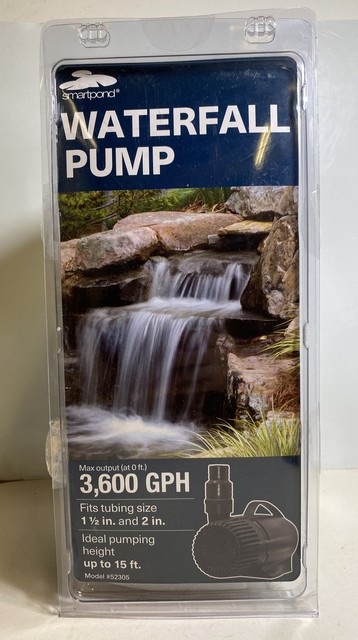 smartpond®
WATERFALL
PUMP
Max output (at 0 ft.)
3,600 GPH
Fits tubing size
1 ½ in. and 2 in.
Ideal pumping
height
up to 15 ft.
Model #52305